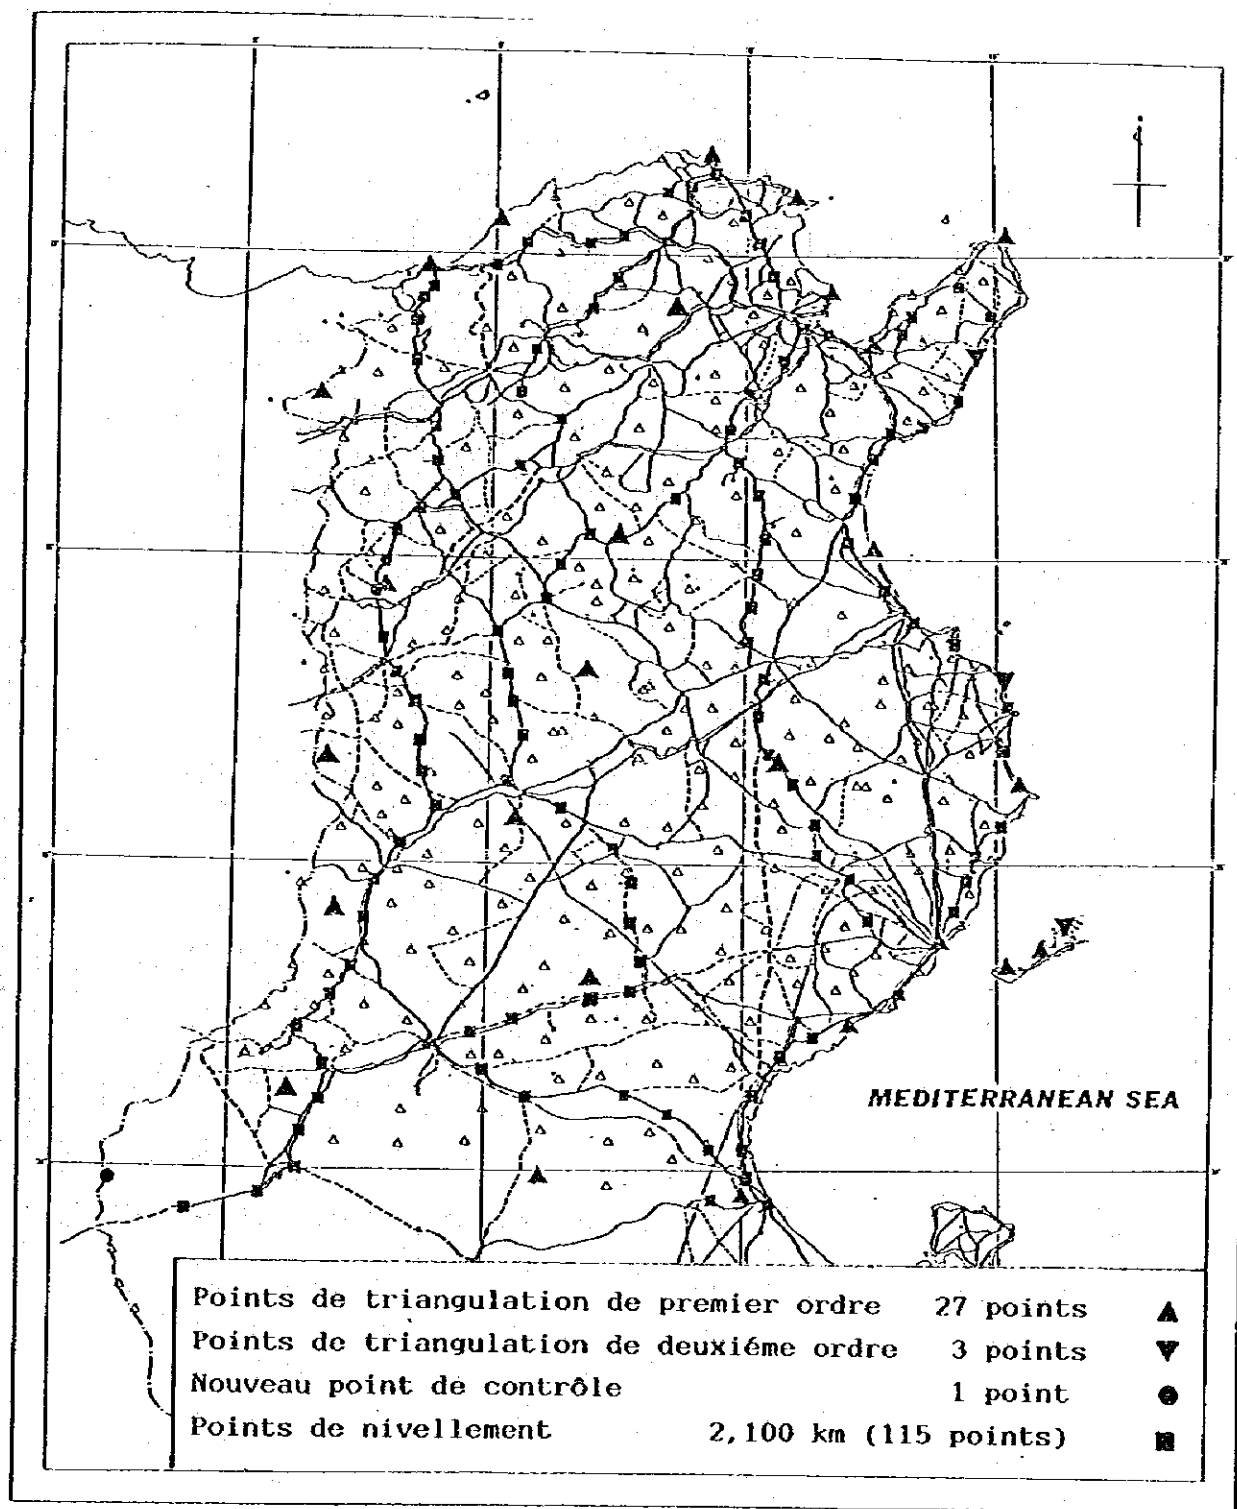 MEDITERRANEAN SEA
Points de triangulation de premier ordre 27 points
Points de triangulation de deuxiéme ordre 3 points
Nouveau point de contrôle 1 point
Points de nivellement 2,100 km (115 points)